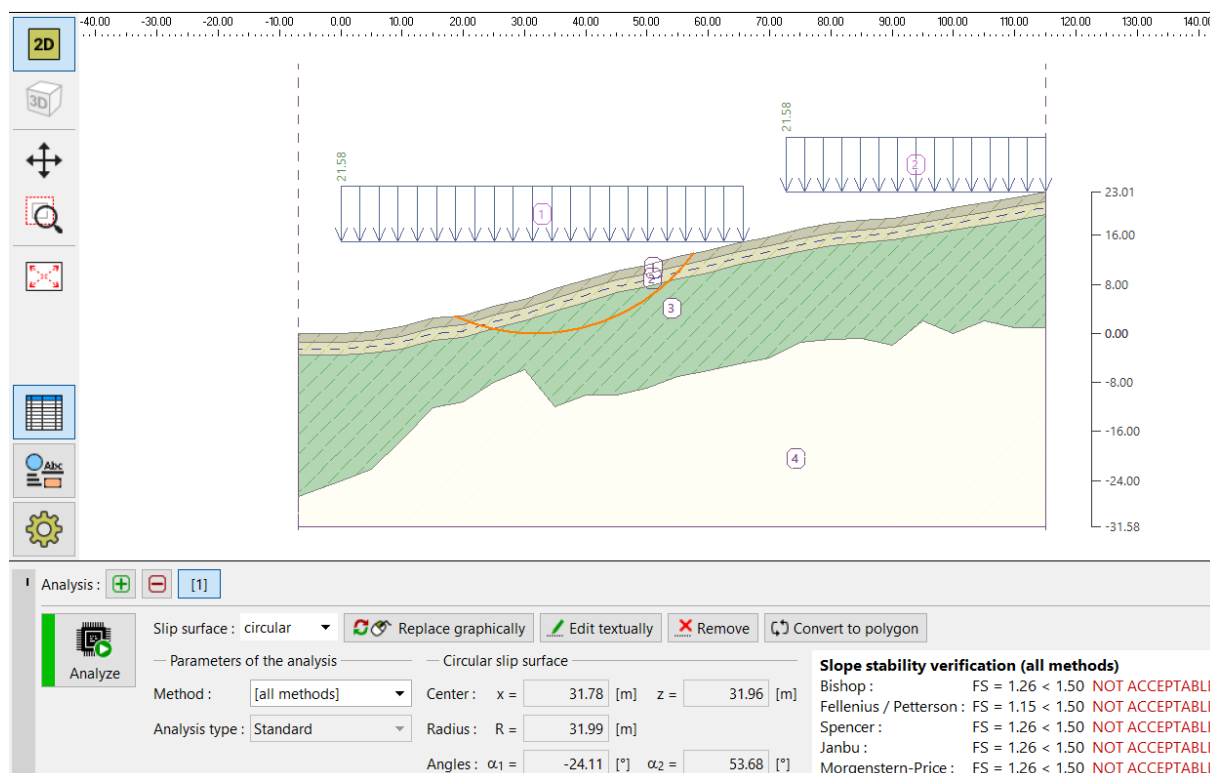 -40.00 -30.00 -20.00 -10.00 0.00 10.00 20.00 30.00 40.00 50.00 60.00 70.00 80.00 90.00 100.00 110.00 120.00 130.00 140.0
2D
3D
21.58
21.58
2
1
23.01
16.00
8.00
3
0.00
-8.00
-16.00
4
-24.00
-31.58
Abc
Analysis : [1]
Analyze
Slip surface : circular Replace graphically Edit textually Remove Convert to polygon
Parameters of the analysis Circular slip surface
Slope stability verification (all methods)
Method : [all methods] Center : x = 31.78 [m] z = 31.96 [m]
Bishop : FS = 1.26 < 1.50 NOT ACCEPTABLE
Fellenius / Petterson : FS = 1.15 < 1.50 NOT ACCEPTABLE
Analysis type : Standard Radius : R = 31.99 [m]
Spencer : FS = 1.26 < 1.50 NOT ACCEPTABLE
Janbu : FS = 1.26 < 1.50 NOT ACCEPTABLE
Angles : α1 = -24.11 [°] α2 = 53.68 [°]
Morgenstern-Price : FS = 1.26 < 1.50 NOT ACCEPTABLE